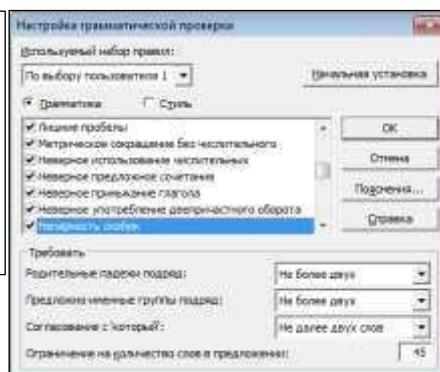 Настройка грамматической проверки
Используемый набор правил:
По выбору пользователя 1
Начальная установка
Грамматика
Стиль
Лишние пробелы
Метрическое сокращение без числительного
Неверное использование числительных
Неверное предложное сочетание
Неверное примыкание глагола
Неверное употребление деепричастного оборота
Непарность скобок
ОК
Отмена
Пояснения...
Справка
Требовать
Родительные падежи подряд:
Не более двух
Предложно именные группы подряд:
Не более двух
Согласование с 'который':
Не далее двух слов
Ограничение на количество слов в предложении:
45